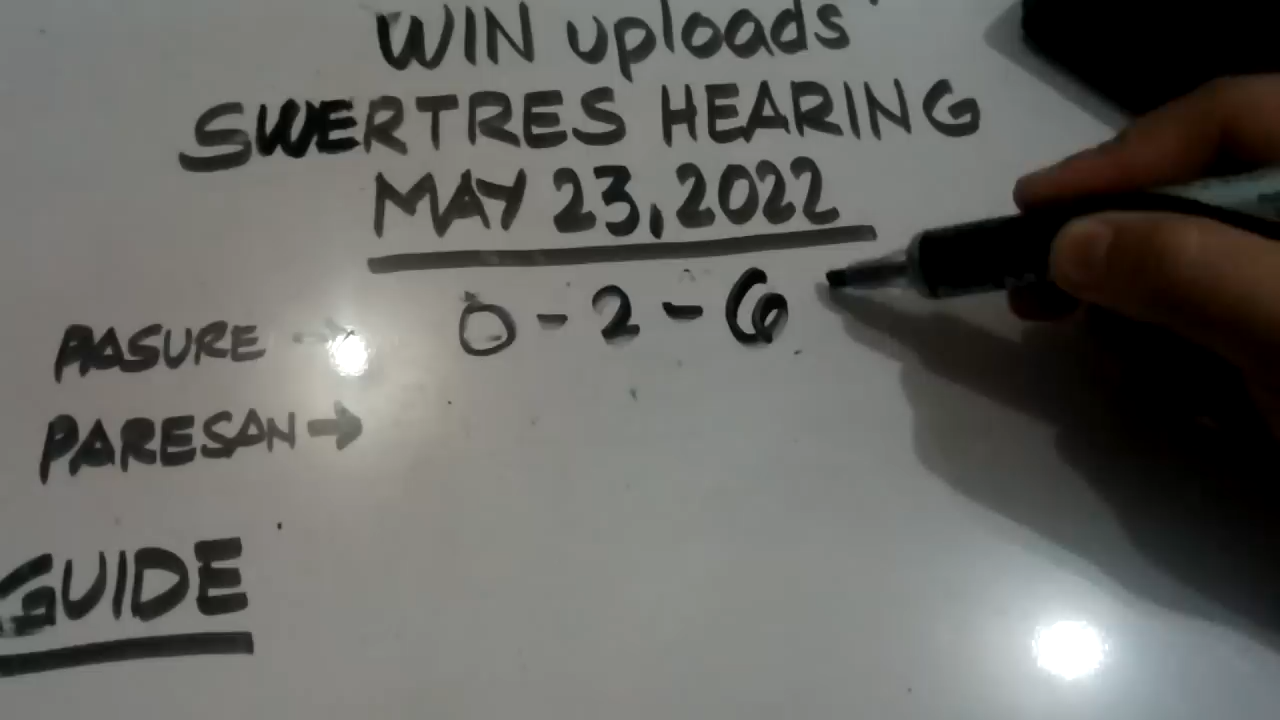 WIN uploads
SWERTRES HEARING
MAY 23, 2022
PASURE → 0 - 2 - 6
PARESAN →
GUIDE